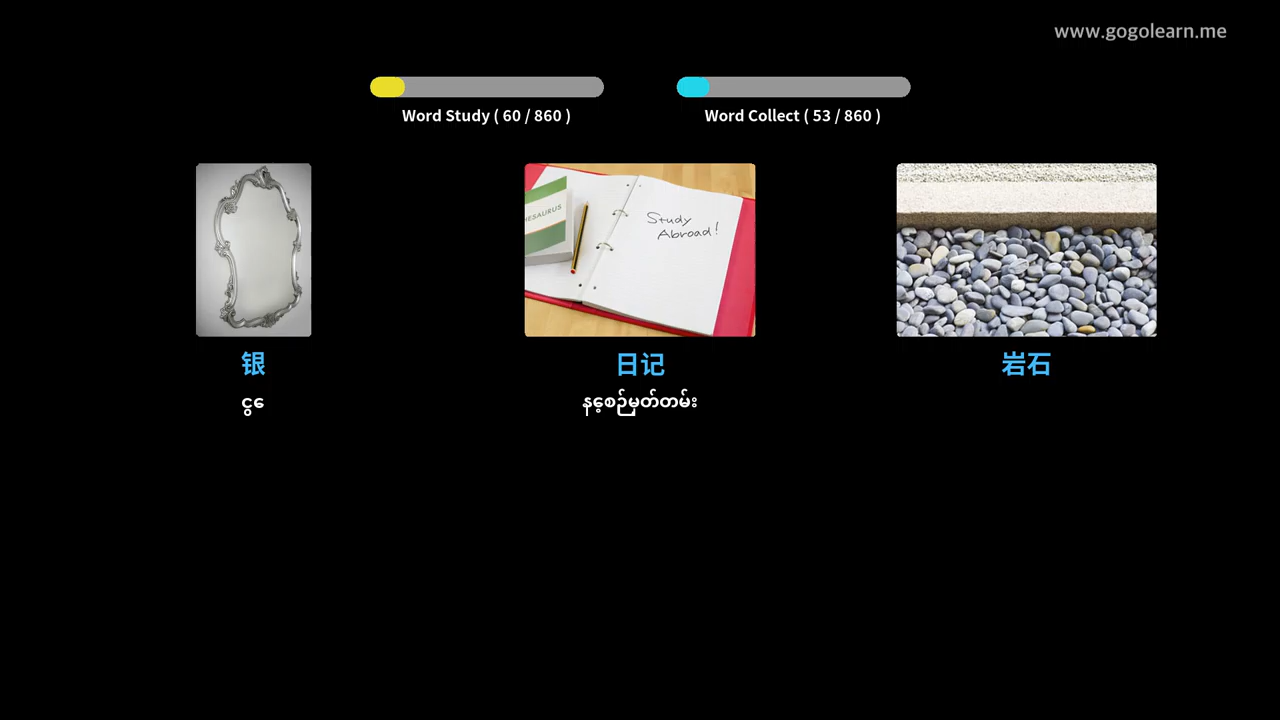 www.gogolearn.me
Word Study ( 60 / 860 )
Word Collect ( 53 / 860 )
HESAURUS
Study
Abroad!
银
日记
岩石
ငွေ
နေ့စဉ်မှတ်တမ်း